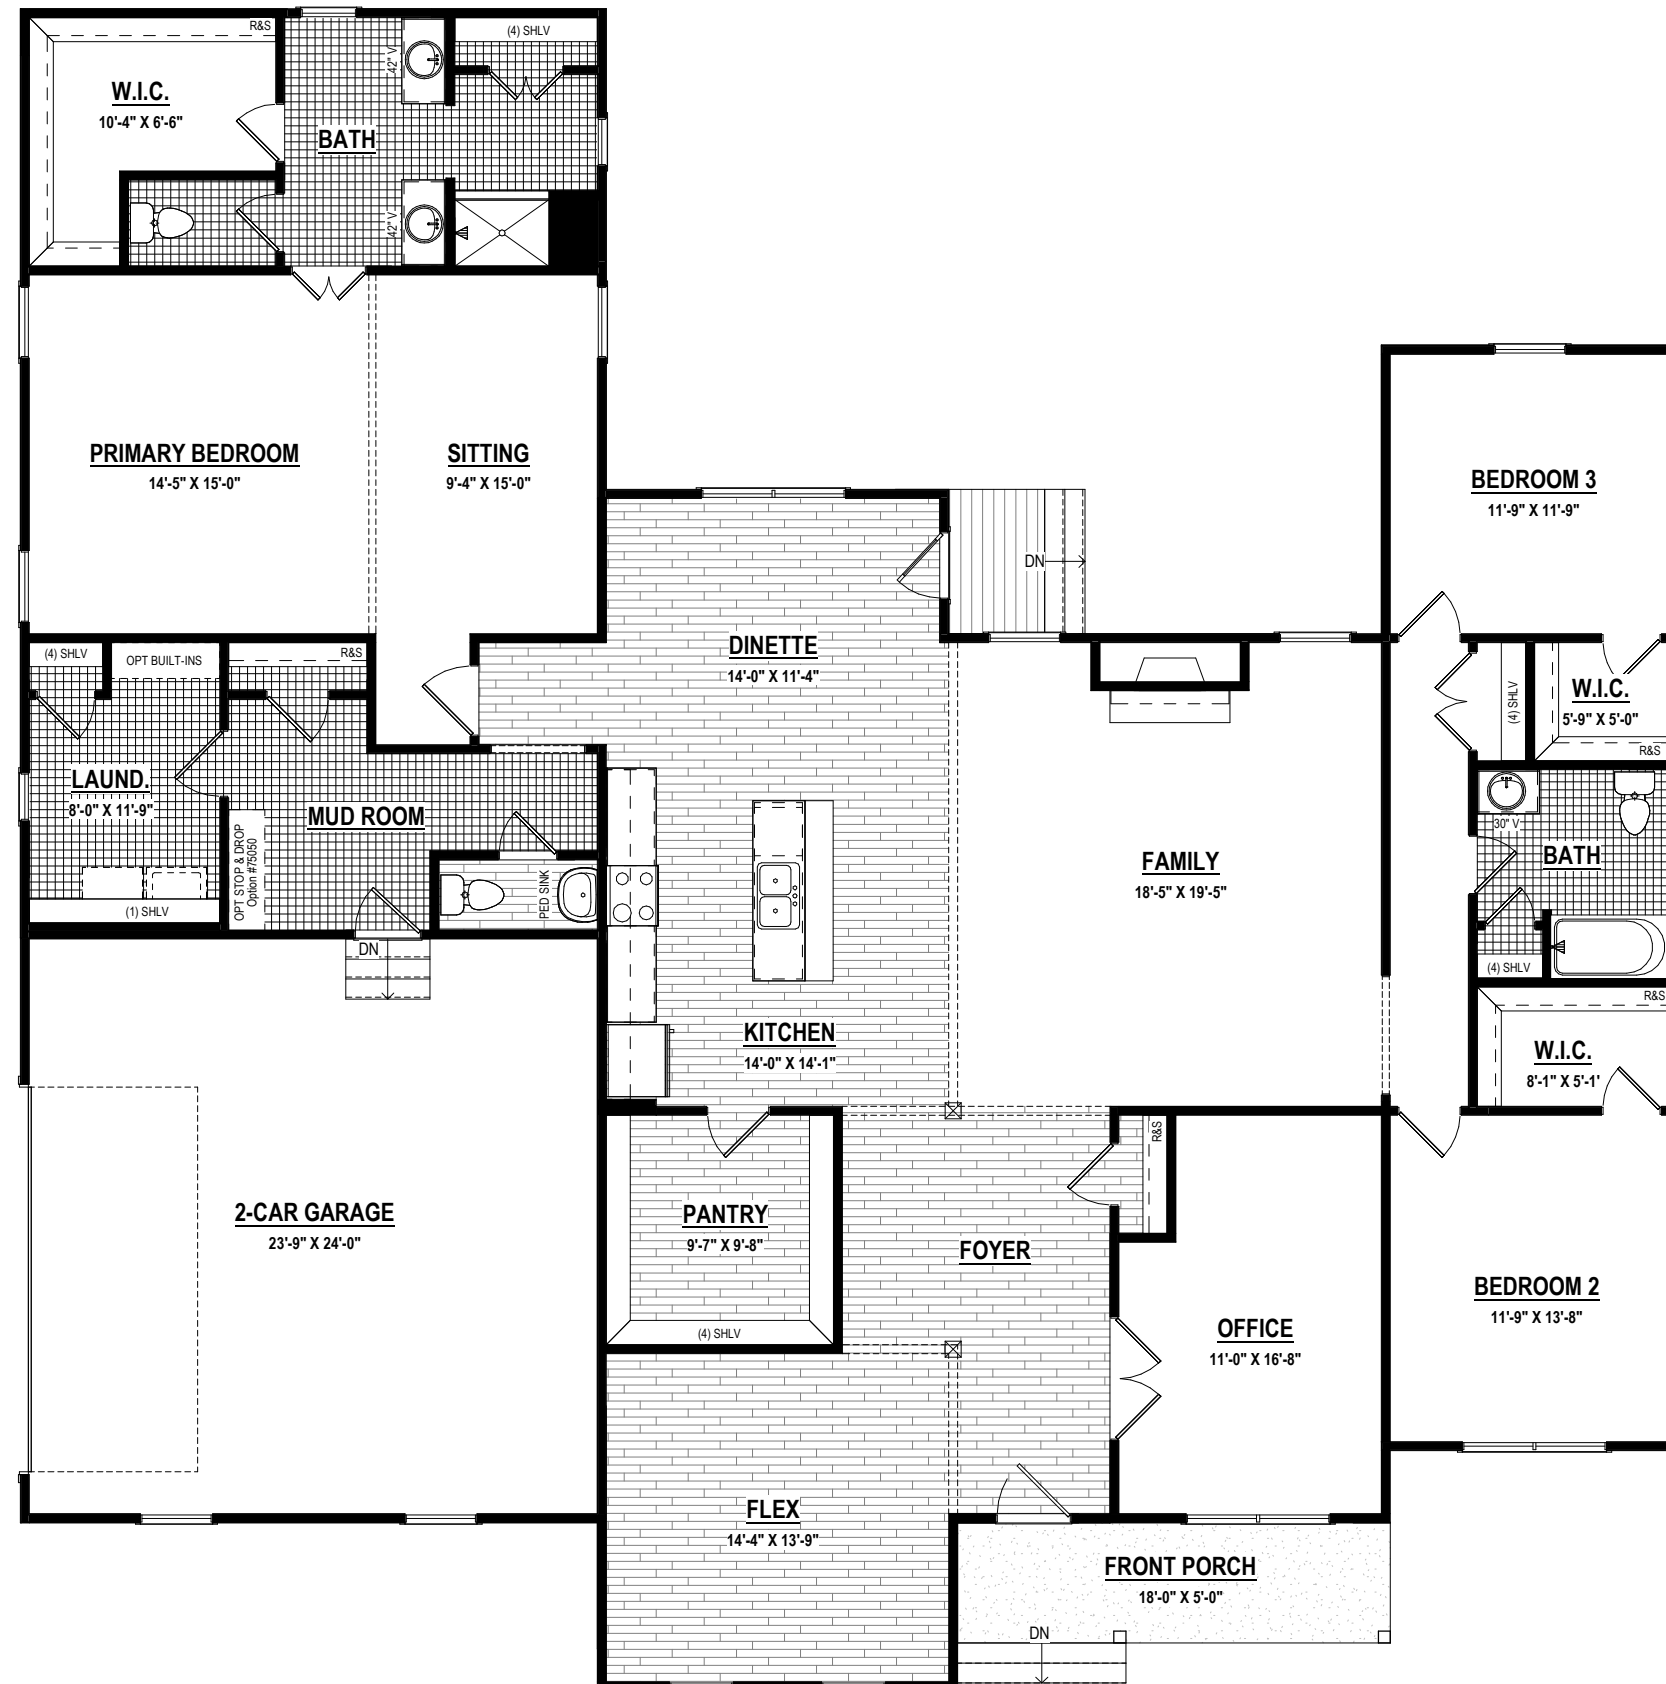 R&S
(4) SHLV
W.I.C.
10'-4" X 6'-6"
42" V
BATH
42" V
PRIMARY BEDROOM
14'-5" X 15'-0"
SITTING
9'-4" X 15'-0"
BEDROOM 3
11'-9" X 11'-9"
DN
(4) SHLV
OPT BUILT-INS
R&S
DINETTE
14'-0" X 11'-4"
(4) SHLV
W.I.C.
5'-9" X 5'-0"
R&S
LAUND.
8'-0" X 11'-9"
MUD ROOM
OPT STOP & DROP
Option #75050
PED SINK
(1) SHLV
DN
FAMILY
18'-5" X 19'-5"
30" V
BATH
(4) SHLV
R&S
KITCHEN
14'-0" X 14'-1"
W.I.C.
8'-1" X 5'-1'
R&S
2-CAR GARAGE
23'-9" X 24'-0"
PANTRY
9'-7" X 9'-8"
(4) SHLV
FOYER
OFFICE
11'-0" X 16'-8"
BEDROOM 2
11'-9" X 13'-8"
FLEX
14'-4" X 13'-9"
FRONT PORCH
18'-0" X 5'-0"
DN